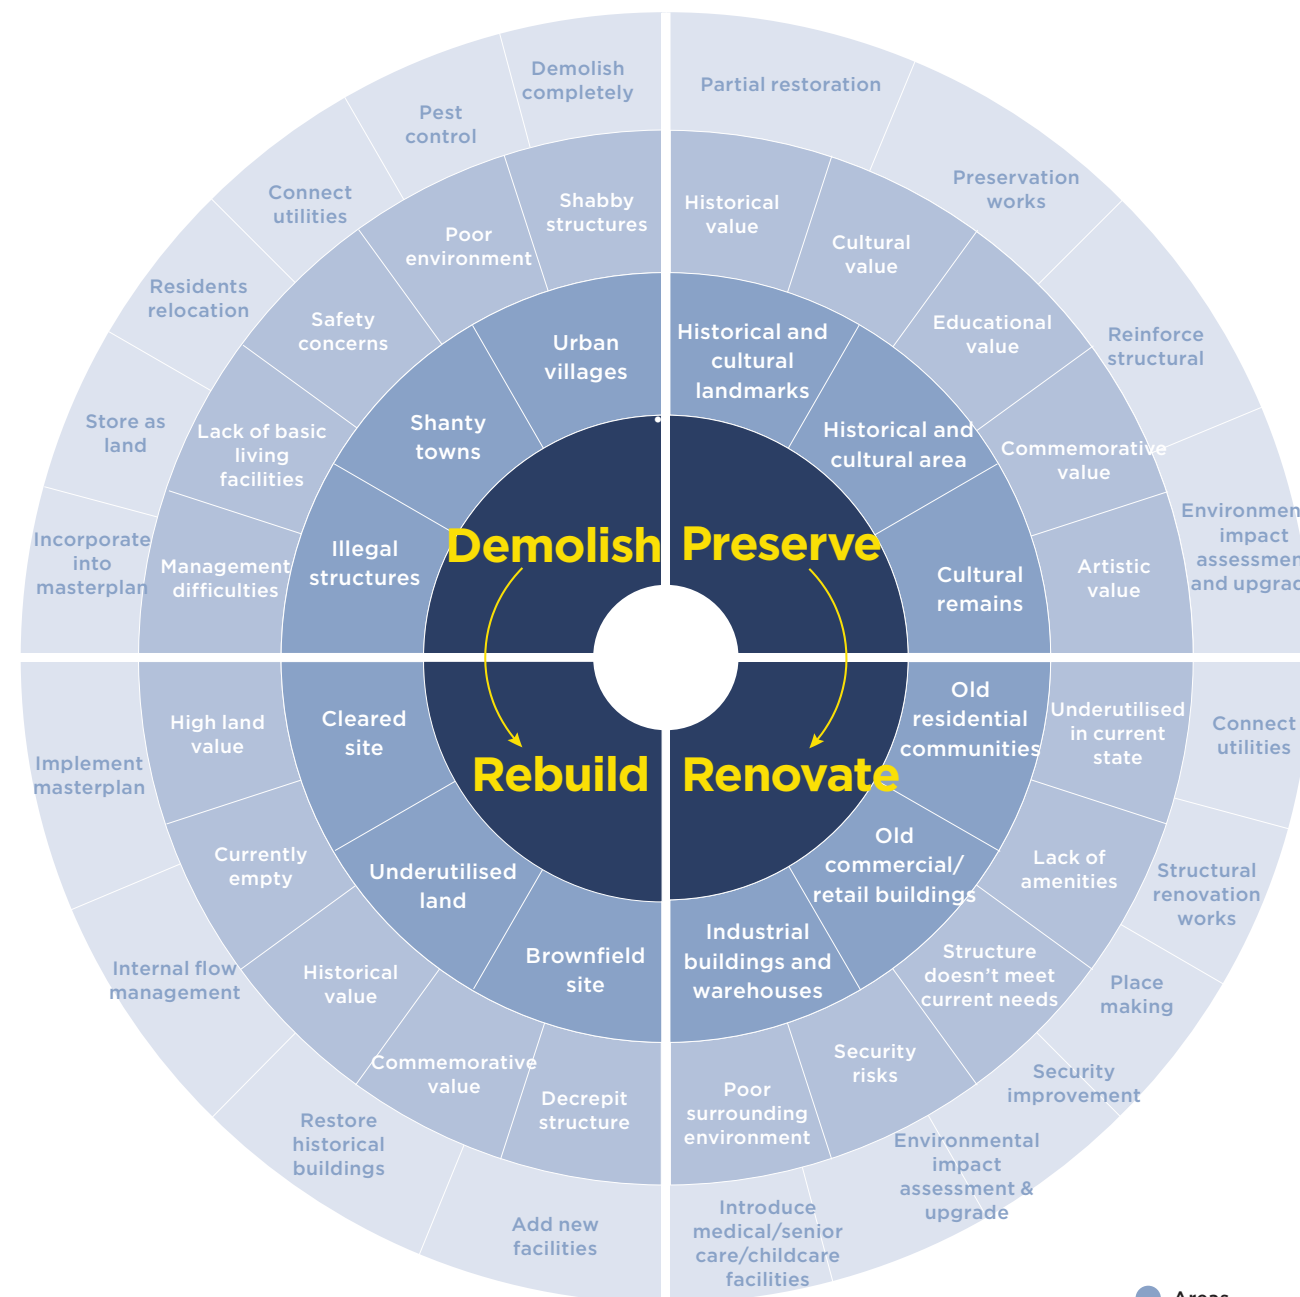 Demolish
completely
Pest
control
Connect
utilities
Residents
relocation
Store as
land
Incorporate
into
masterplan
Shabby
structures
Poor
environment
Safety
concerns
Lack of basic
living
facilities
Management
difficulties
Urban
villages
Shanty
towns
Illegal
structures
Demolish
Partial restoration
Preservation
works
Reinforce
structural
Environmen
impact
assessmen
and upgrad
Historical
value
Cultural
value
Educational
value
Commemorative
value
Artistic
value
Historical and
cultural
landmarks
Historical and
cultural area
Cultural
remains
Preserve
Rebuild
Cleared
site
Underutilised
land
Brownfield
site
High land
value
Currently
empty
Historical
value
Commemorative
value
Decrepit
structure
Implement
masterplan
Internal flow
management
Restore
historical
buildings
Add new
facilities
Renovate
Old
residential
communities
Old
commercial/
retail buildings
Industrial
buildings and
warehouses
Underutilised
in current
state
Lack of
amenities
Structure
doesn’t meet
current needs
Security
risks
Poor
surrounding
environment
Connect
utilities
Structural
renovation
works
Place
making
Security
improvement
Environmental
impact
assessment &
upgrade
Introduce
medical/senior
care/childcare
facilities
Areas